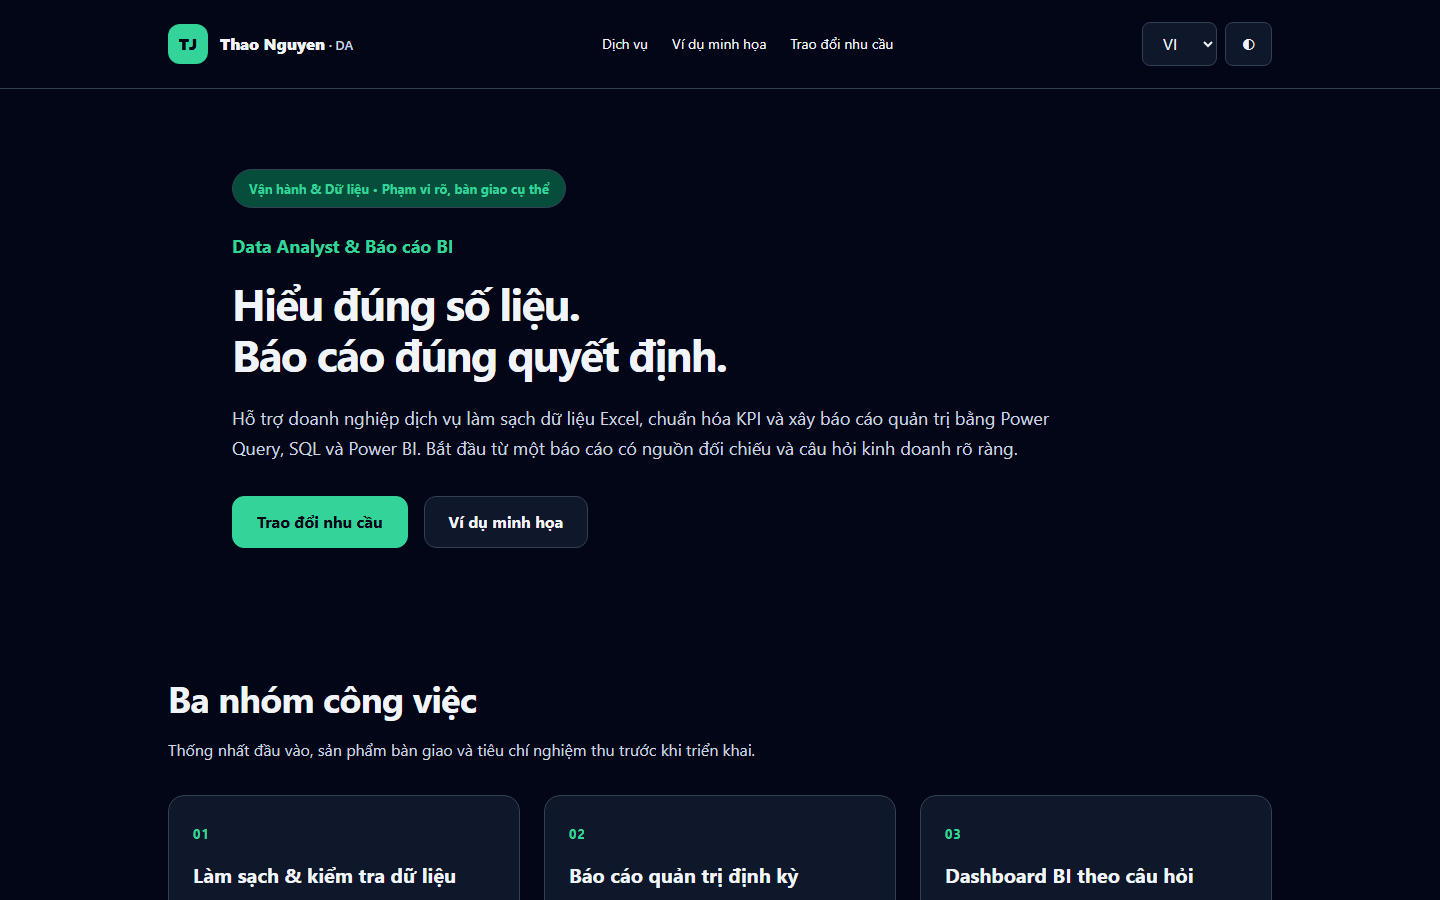 TJ
Thao Nguyen · DA
Dịch vụ
Ví dụ minh họa
Trao đổi nhu cầu
VI
Vận hành & Dữ liệu • Phạm vi rõ, bàn giao cụ thể
Data Analyst & Báo cáo BI
Hiểu đúng số liệu.
Báo cáo đúng quyết định.
Hỗ trợ doanh nghiệp dịch vụ làm sạch dữ liệu Excel, chuẩn hóa KPI và xây báo cáo quản trị bằng Power
Query, SQL và Power BI. Bắt đầu từ một báo cáo có nguồn đối chiếu và câu hỏi kinh doanh rõ ràng.
Trao đổi nhu cầu
Ví dụ minh họa
Ba nhóm công việc
Thống nhất đầu vào, sản phẩm bàn giao và tiêu chí nghiệm thu trước khi triển khai.
01
Làm sạch & kiểm tra dữ liệu
02
Báo cáo quản trị định kỳ
03
Dashboard BI theo câu hỏi